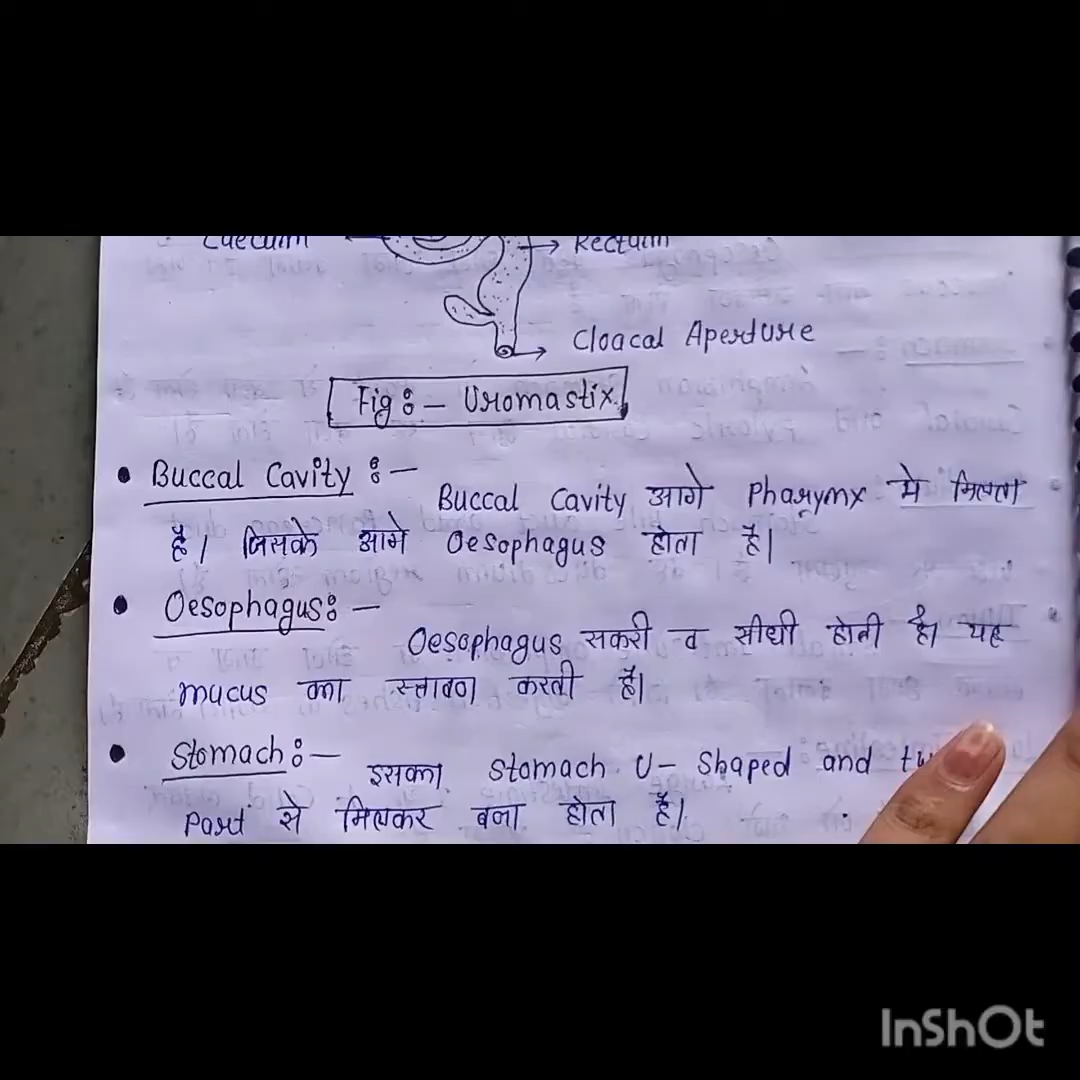 Caecum
Rectum
Cloacal Aperture
Fig:- Uromastix
• Buccal Cavity :-
Buccal Cavity आगे Pharynx मे मिलता
है। जिसके आगे Oesophagus होता है।
• Oesophagus:-
Oesophagus सकरी व सीधी होती है। यह
mucus का स्त्रावण करती है।
• Stomach:- इसका stomach U- Shaped and
Part से मिलकर बना होता है।
InShOt